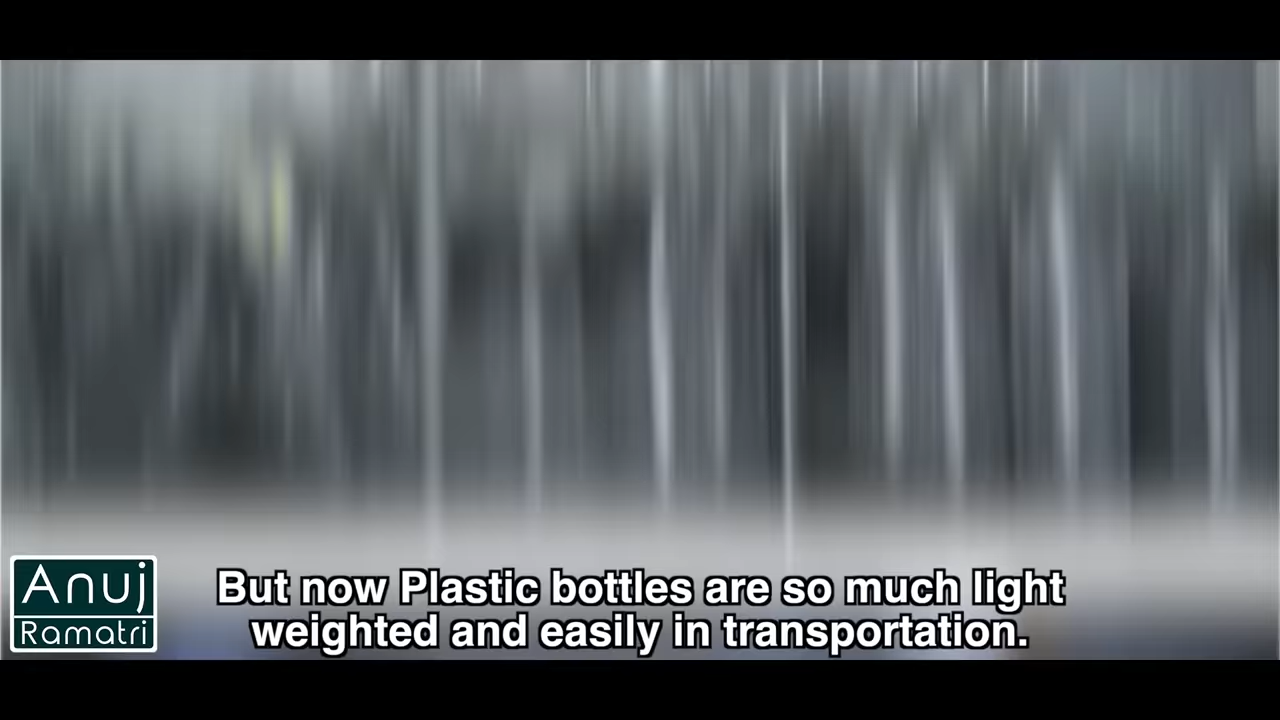 Anuj
Ramatri
But now Plastic bottles are so much light
weighted and easily in transportation.